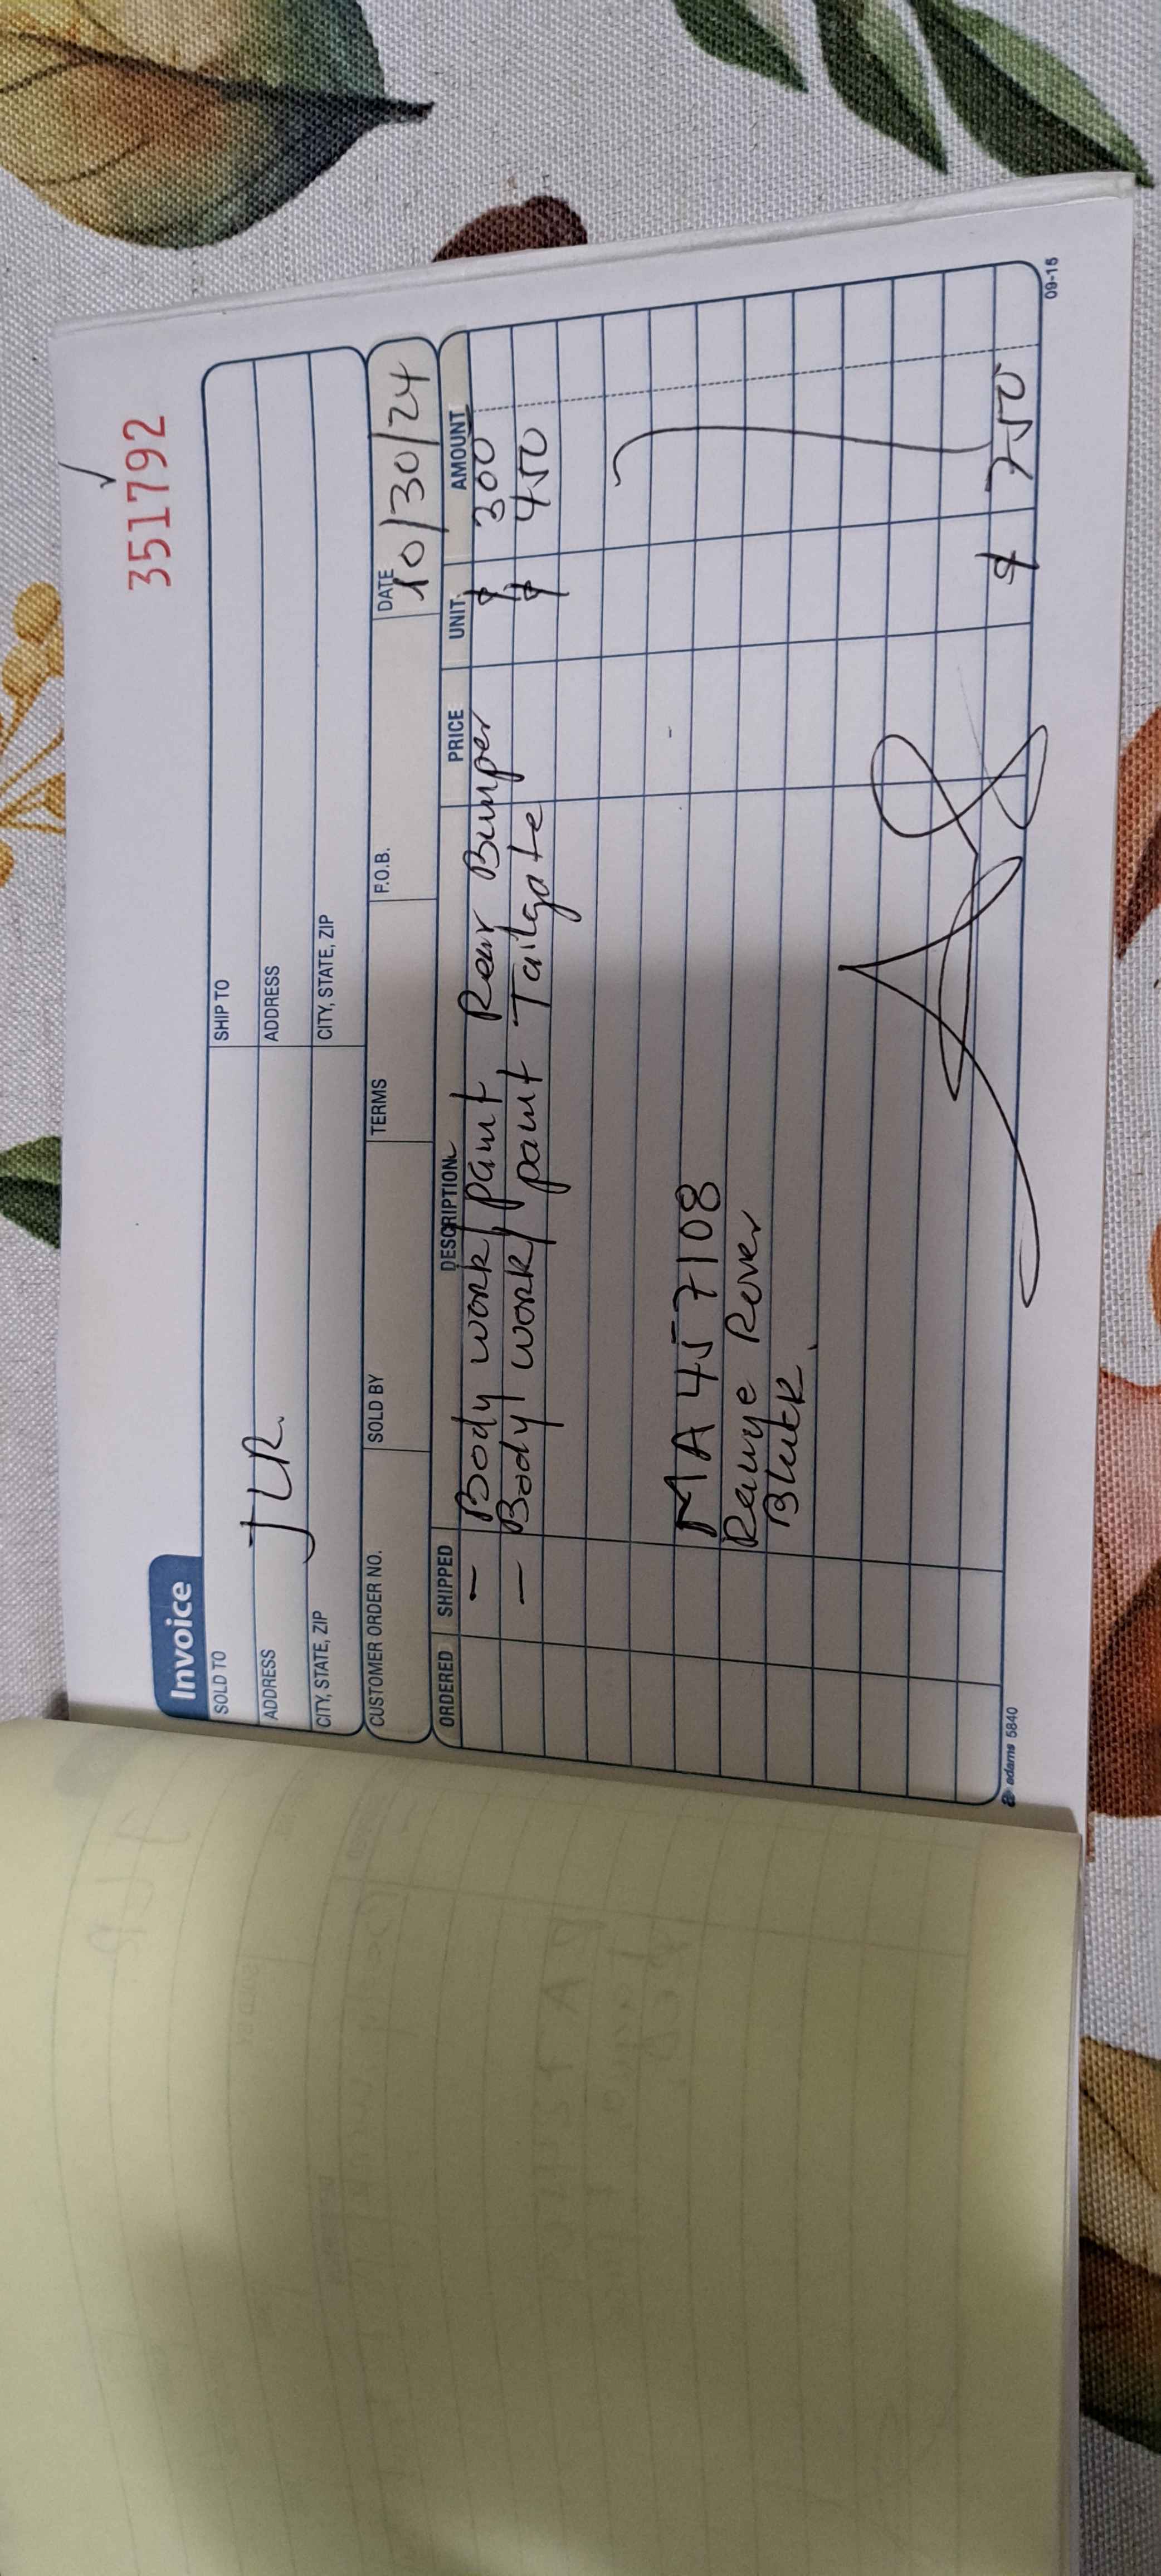 351792
Invoice
SOLD TO
SHIP TO
ADDRESS
ADDRESS
JLR
CITY, STATE, ZIP
CITY, STATE, ZIP
CUSTOMER ORDER NO. SOLD BY TERMS F.O.B. DATE
10/30/24
ORDERED SHIPPED DESCRIPTION PRICE UNIT AMOUNT
- Body work/paint Rear Bumper $ 300
- Body work/paint Tailgate $ 450
MA457108
Range Rover
Black.
$ 750
adams 5840
09-15